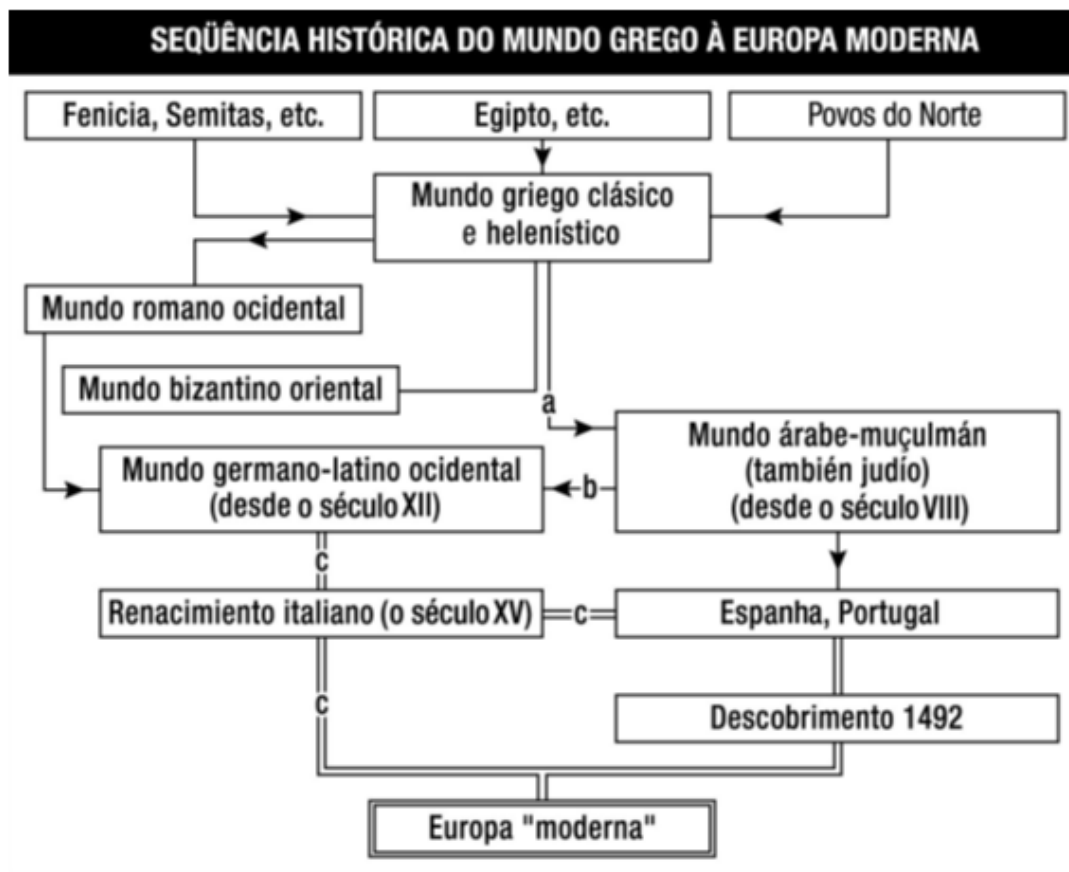 SEQÜÊNCIA HISTÓRICA DO MUNDO GREGO À EUROPA MODERNA
Fenicia, Semitas, etc.
Egipto, etc.
Povos do Norte
Mundo griego clásico
e helenístico
Mundo romano ocidental
Mundo bizantino oriental
a
Mundo árabe-muçulmán
(también judío)
(desde o século VIII)
Mundo germano-latino ocidental
(desde o século XII)
b
c
Renacimiento italiano (o século XV)
c
Espanha, Portugal
c
Descobrimento 1492
Europa "moderna"